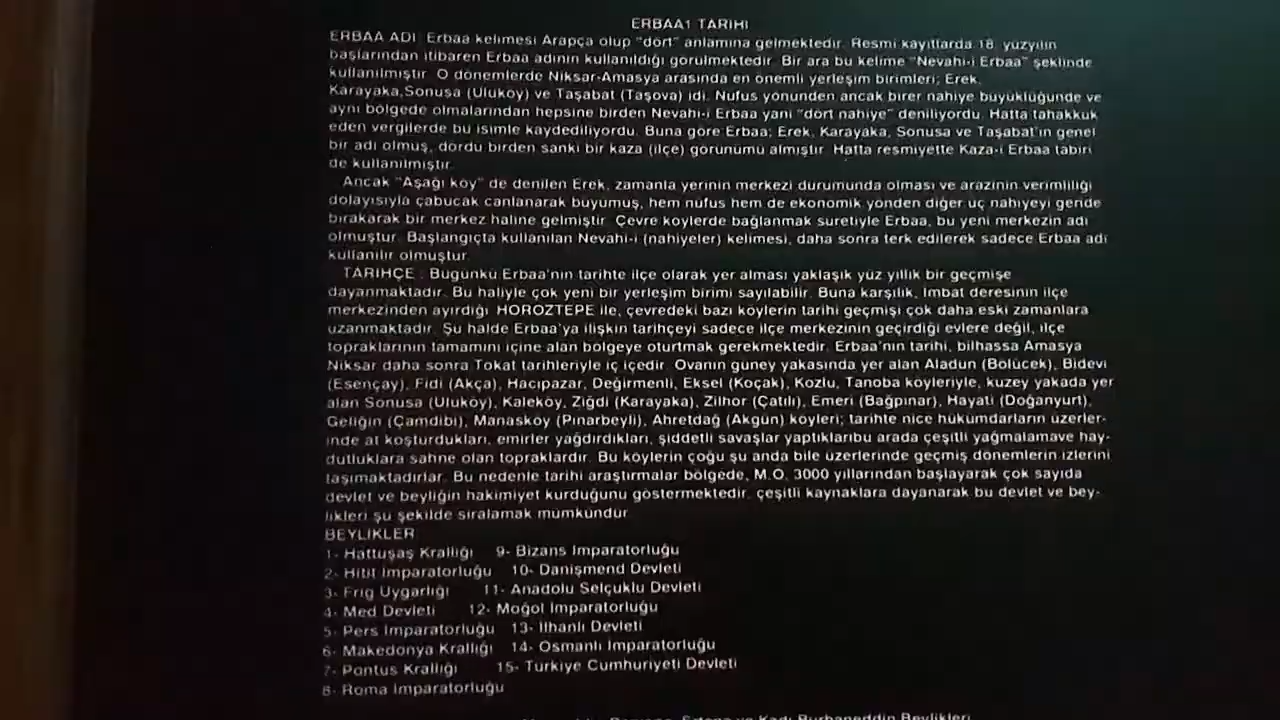 ERBAA1 TARIHI
ERBAA ADI Erbaa kelimesi Arapça olup "dört" anlamına gelmektedir. Resmi kayıtlarda 18. yüzyılın
başlarından itibaren Erbaa adının kullanıldığı görülmektedir. Bir ara bu kelime "Nevahi-i Erbaa" şeklinde
kullanılmıştır. O dönemlerde Niksar-Amasya arasında en önemli yerleşim birimleri; Erek,
Karayaka,Sonusa (Uluköy) ve Taşabat (Taşova) idi. Nüfus yönünden ancak birer nahiye büyüklüğünde ve
aynı bölgede olmalarından hepsine birden Nevahi-i Erbaa yani "dört nahiye" deniliyordu. Hatta tahakkuk
eden vergilerde bu isimle kaydediliyordu. Buna göre Erbaa; Erek, Karayaka, Sonusa ve Taşabat'ın genel
bir adı olmuş, dördü birden sanki bir kaza (ilçe) görünümü almıştır. Hatta resmiyette Kaza-i Erbaa tabiri
de kullanılmıştır.
Ancak "Aşağı köy" de denilen Erek, zamanla yerinin merkezi durumunda olması ve arazinin verimliliği
dolayısıyla çabucak canlanarak büyümüş, hem nüfus hem de ekonomik yönden diğer üç nahiyeyi geride
bırakarak bir merkez haline gelmiştir. Çevre köylerde bağlanmak suretiyle Erbaa, bu yeni merkezin adı
olmuştur. Başlangıçta kullanılan Nevahi-i (nahiyeler) kelimesi, daha sonra terk edilerek sadece Erbaa adı
kullanılır olmuştur.
TARİHÇE : Bugünkü Erbaa'nın tarihte ilçe olarak yer alması yaklaşık yüz yıllık bir geçmişe
dayanmaktadır. Bu haliyle çok yeni bir yerleşim birimi sayılabilir. Buna karşılık, Imbat deresinin ilçe
merkezinden ayırdığı HOROZTEPE ile, çevredeki bazı köylerin tarihi geçmişi çok daha eski zamanlara
uzanmaktadır. Şu halde Erbaa'ya ilişkin tarihçeyi sadece ilçe merkezinin geçirdiği evlere değil, ilçe
topraklarının tamamını içine alan bölgeye oturtmak gerekmektedir. Erbaa'nın tarihi, bilhassa Amasya
Niksar daha sonra Tokat tarihleriyle iç içedir. Ovanın güney yakasında yer alan Aladun (Bölücek), Bidevi
(Esençay), Fidi (Akça), Hacıpazar, Değirmenli, Eksel (Koçak), Kozlu, Tanoba köyleriyle, kuzey yakada yer
alan Sonusa (Uluköy), Kaleköy, Ziğdi (Karayaka), Zilhor (Çatılı), Emeri (Bağpınar), Hayati (Doğanyurt),
Geliğin (Çamdibi), Manasköy (Pınarbeyli), Ahretdağ (Akgün) köyleri; tarihte nice hükümdarların üzerler-
inde at koşturdukları, emirler yağdırdıkları, şiddetli savaşlar yaptıklarıbu arada çeşitli yağmalamave hay-
dutluklara sahne olan topraklardır. Bu köylerin çoğu şu anda bile üzerlerinde geçmiş dönemlerin izlerini
taşımaktadırlar. Bu nedenle tarihi araştırmalar bölgede, M.O. 3000 yıllarından başlayarak çok sayıda
devlet ve beyliğin hakimiyet kurduğunu göstermektedir. çeşitli kaynaklara dayanarak bu devlet ve bey-
likleri şu şekilde sıralamak mümkündür.
BEYLIKLER
1- Hattuşaş Krallığı 9- Bizans Imparatorluğu
2- Hitit Imparatorluğu 10- Danişmend Devleti
3- Frig Uygarlığı 11- Anadolu Selçuklu Devleti
4- Med Devleti 12- Moğol Imparatorluğu
5- Pers Imparatorluğu 13- Ilhanlı Devleti
6- Makedonya Krallığı 14- Osmanlı Imparatorluğu
7- Pontus Krallığı 15- Türkiye Cumhuriyeti Devleti
8- Roma Imparatorluğu
ve Kadı Burhaneddin Beylikleri